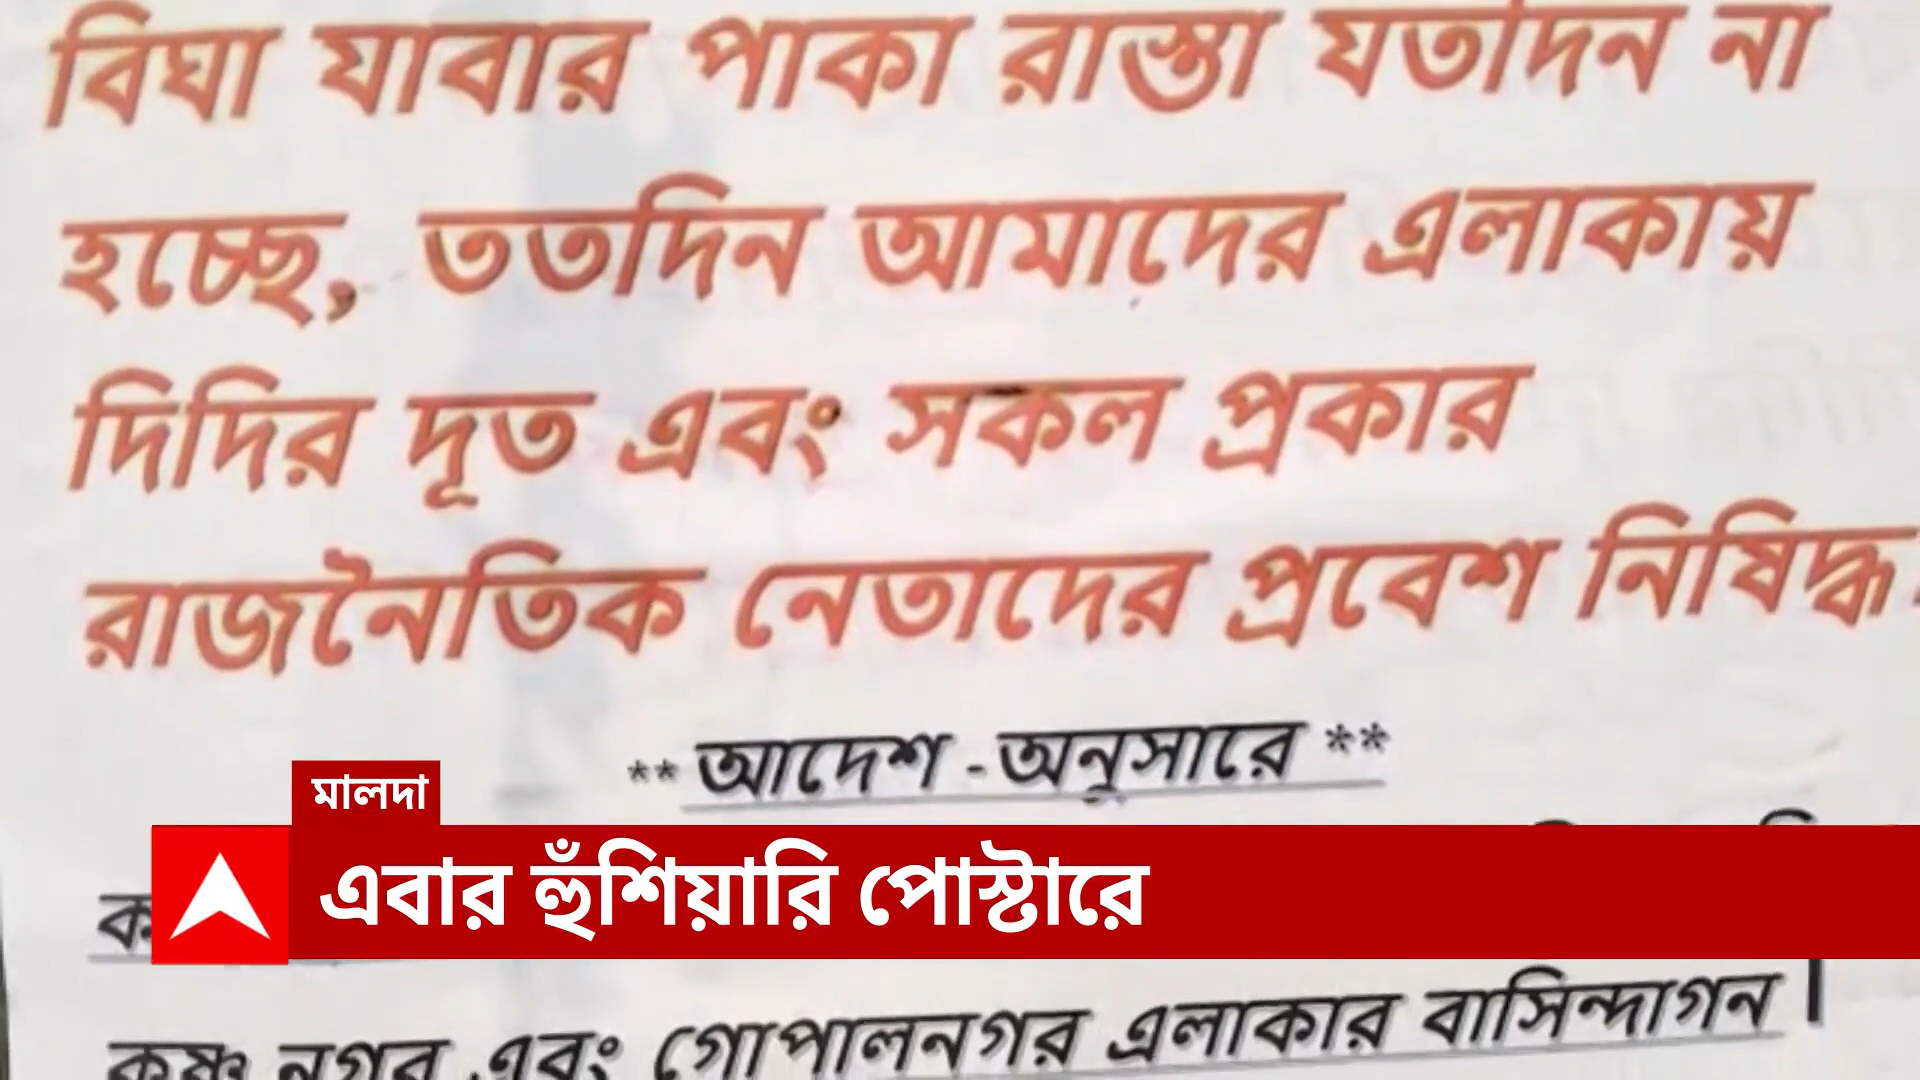 বিঘা যাবার পাকা রাস্তা যতদিন না
হচ্ছে, ততদিন আমাদের এলাকায়
দিদির দূত এবং সকল প্রকার
রাজনৈতিক নেতাদের প্রবেশ নিষিদ্ধ
** আদেশ - অনুসারে **
মালদা
এবার হুঁশিয়ারি পোস্টারে
কৃষ্ণ নগর এবং গোপালনগর এলাকার বাসিন্দাগন।